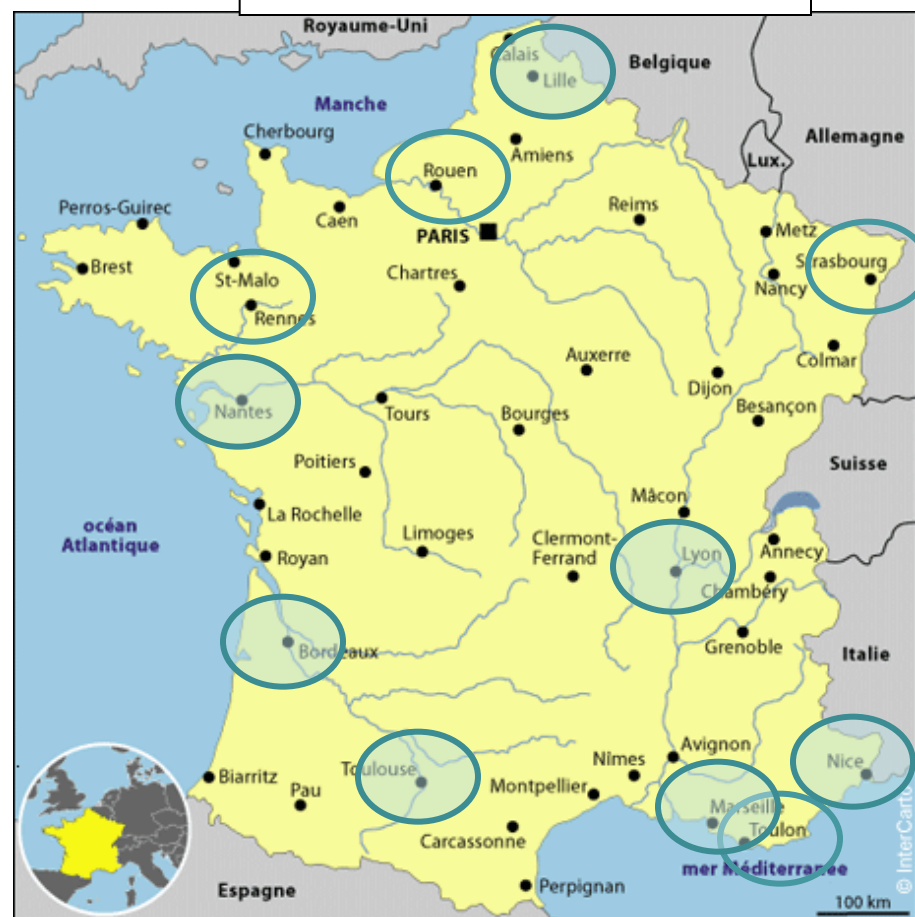 Royaume-Uni
Calais
Lille
Belgique
Manche
Cherbourg
Allemagne
Amiens
Lux.
Rouen
Perros-Guirec
Caen
Reims
PARIS
Metz
Brest
St-Malo
Chartres
Strasbourg
Nancy
Rennes
Auxerre
Colmar
Dijon
Nantes
Tours
Bourges
Besançon
Poitiers
Suisse
Mâcon
La Rochelle
océan
Atlantique
Limoges
Clermont-
Ferrand
Lyon
Annecy
Royan
Chambéry
Grenoble
Bordeaux
Italie
Avignon
Nîmes
Nice
Toulouse
Biarritz
Pau
Montpellier
Marseille
Toulon
Carcassonne
mer Méditerranée
Espagne
Perpignan
© InterCarto
100 km